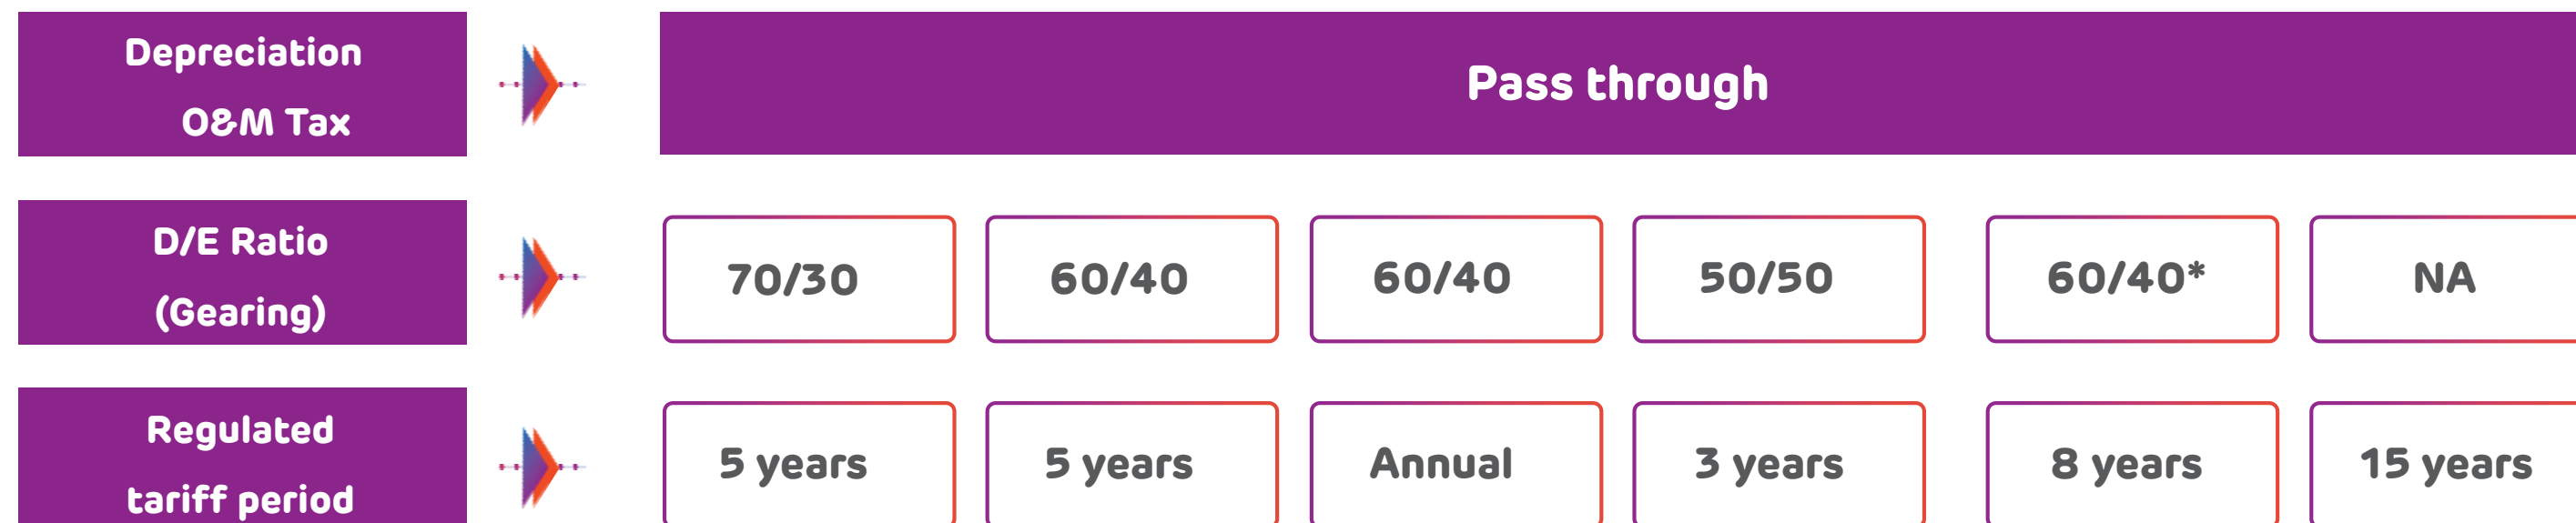 Depreciation
O&M Tax
Pass through
D/E Ratio
(Gearing)
70/30
60/40
60/40
50/50
60/40*
NA
Regulated
tariff period
5 years
5 years
Annual
3 years
8 years
15 years